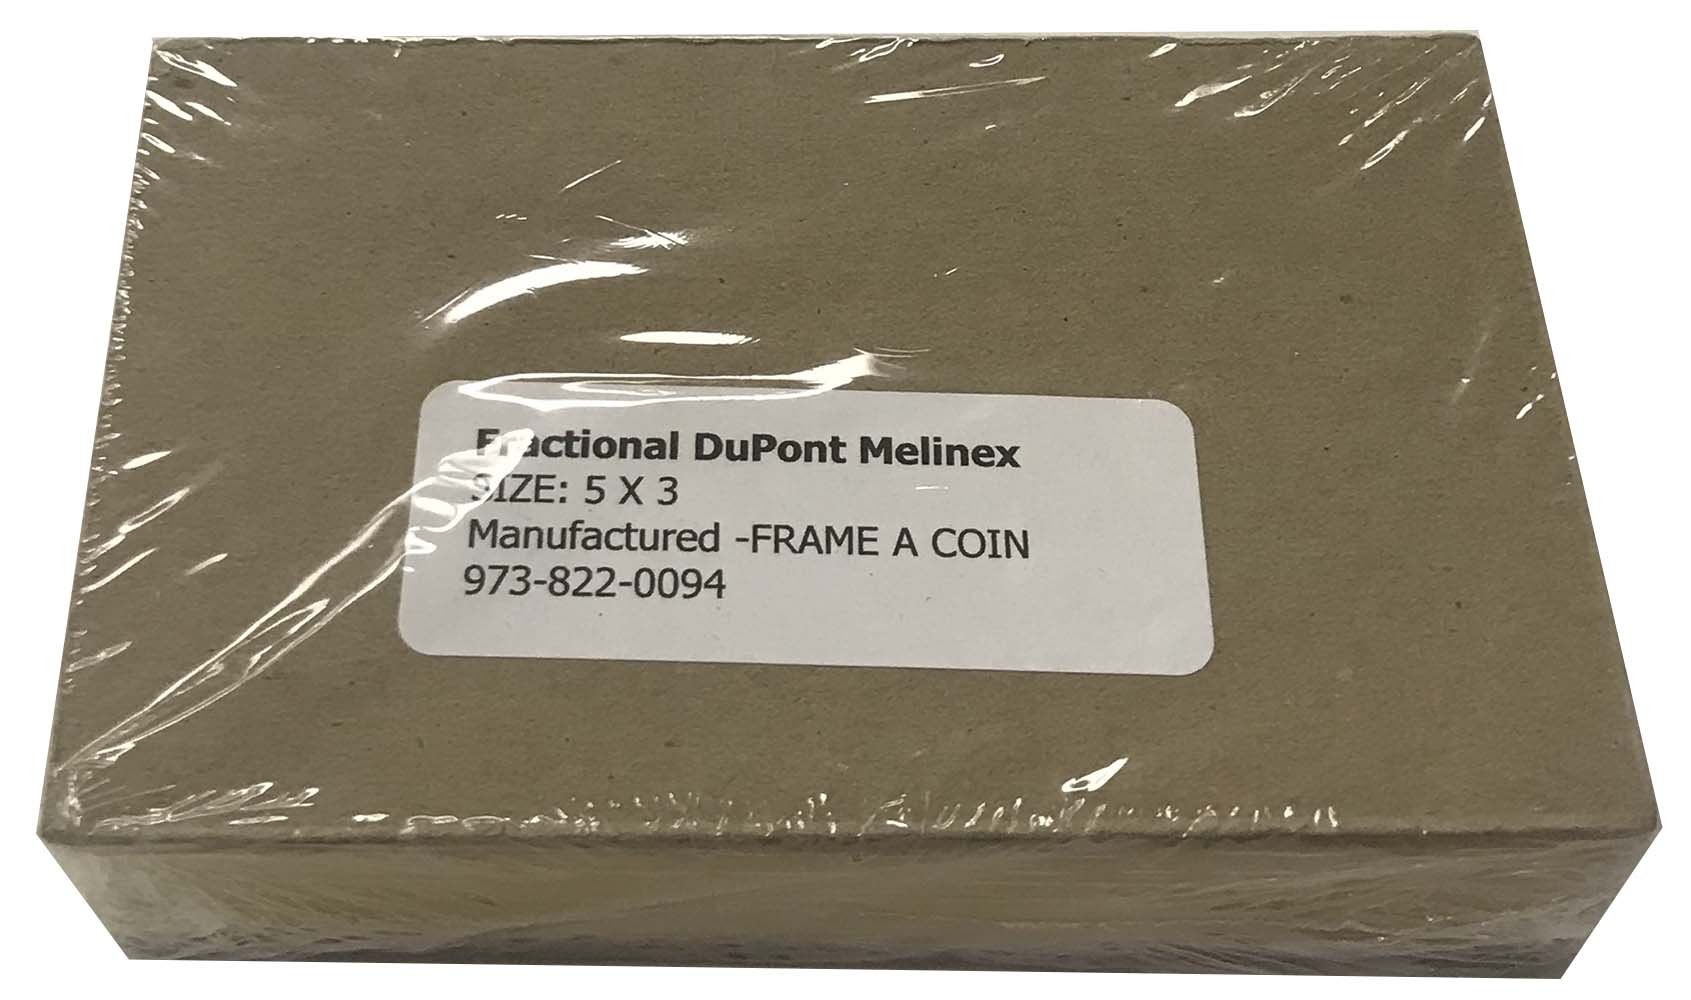 Fractional DuPont Melinex
SIZE: 5 X 3
Manufactured -FRAME A COIN
973-822-0094